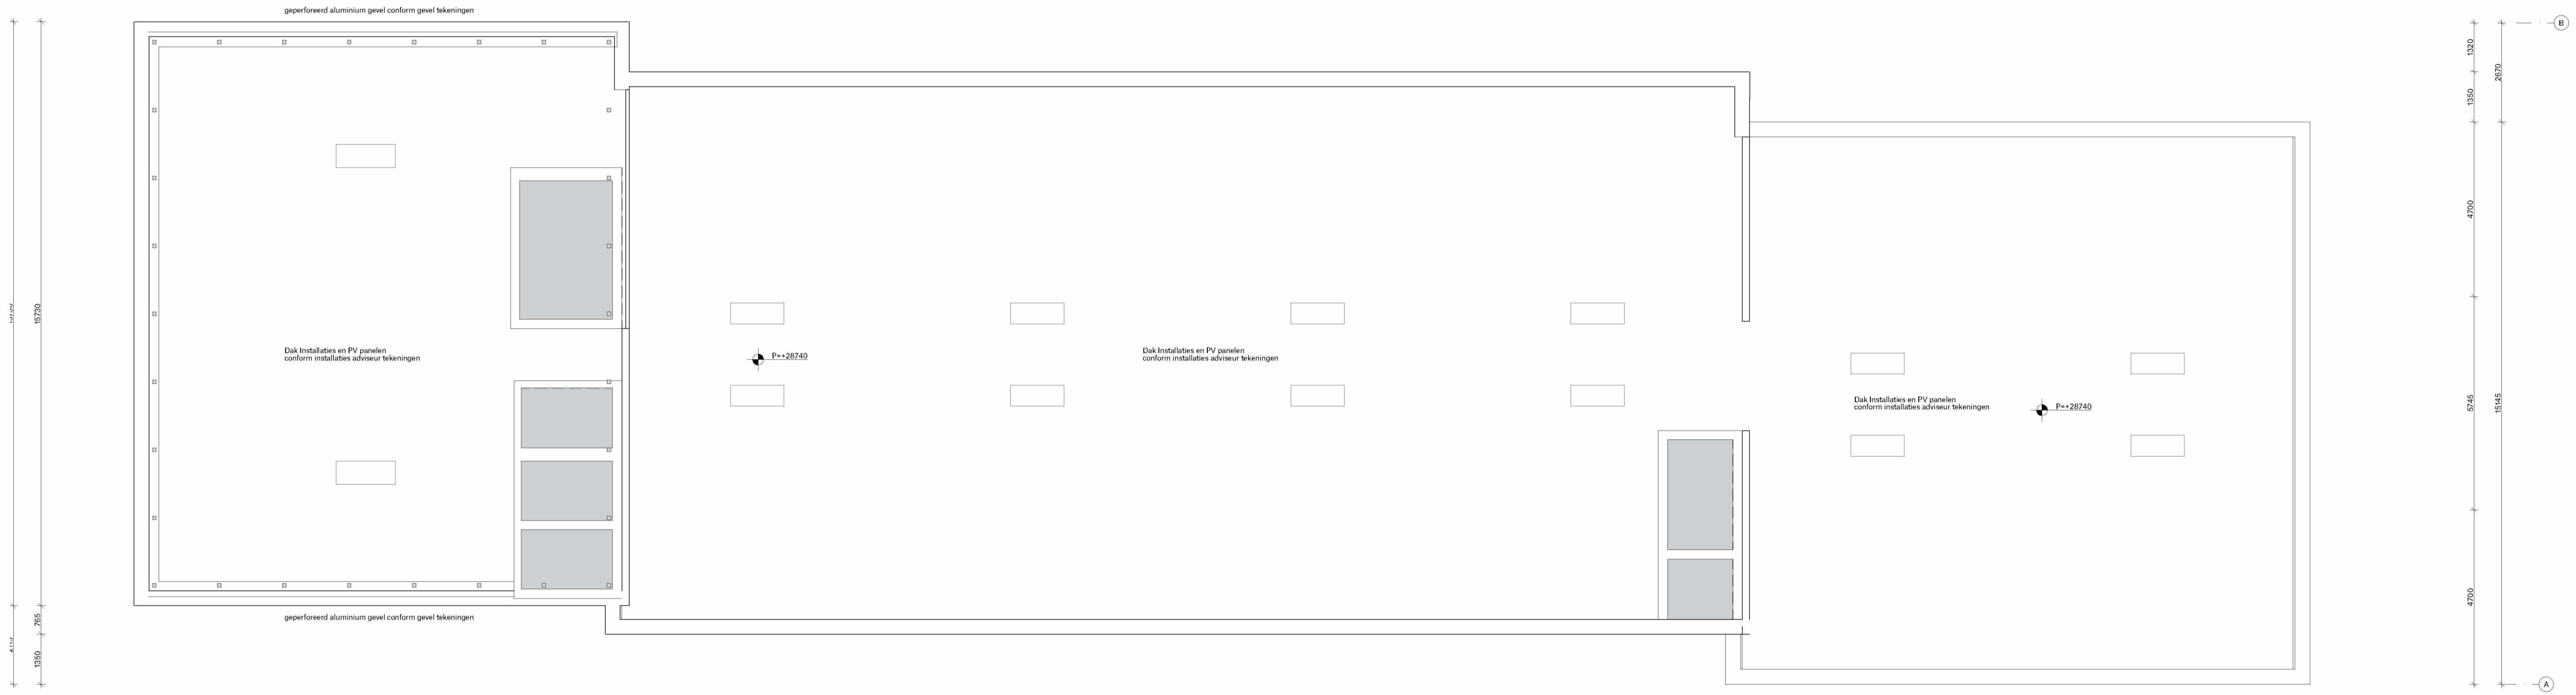 geperforeerd aluminium gevel conform gevel tekeningen
B
1320
2670
1350
4700
15730
Dak Installaties en PV panelen
conform installaties adviseur tekeningen
P=+28740
Dak Installaties en PV panelen
conform installaties adviseur tekeningen
Dak Installaties en PV panelen
conform installaties adviseur tekeningen
P=+28740
5745
15145
4700
geperforeerd aluminium gevel conform gevel tekeningen
765
1350
A